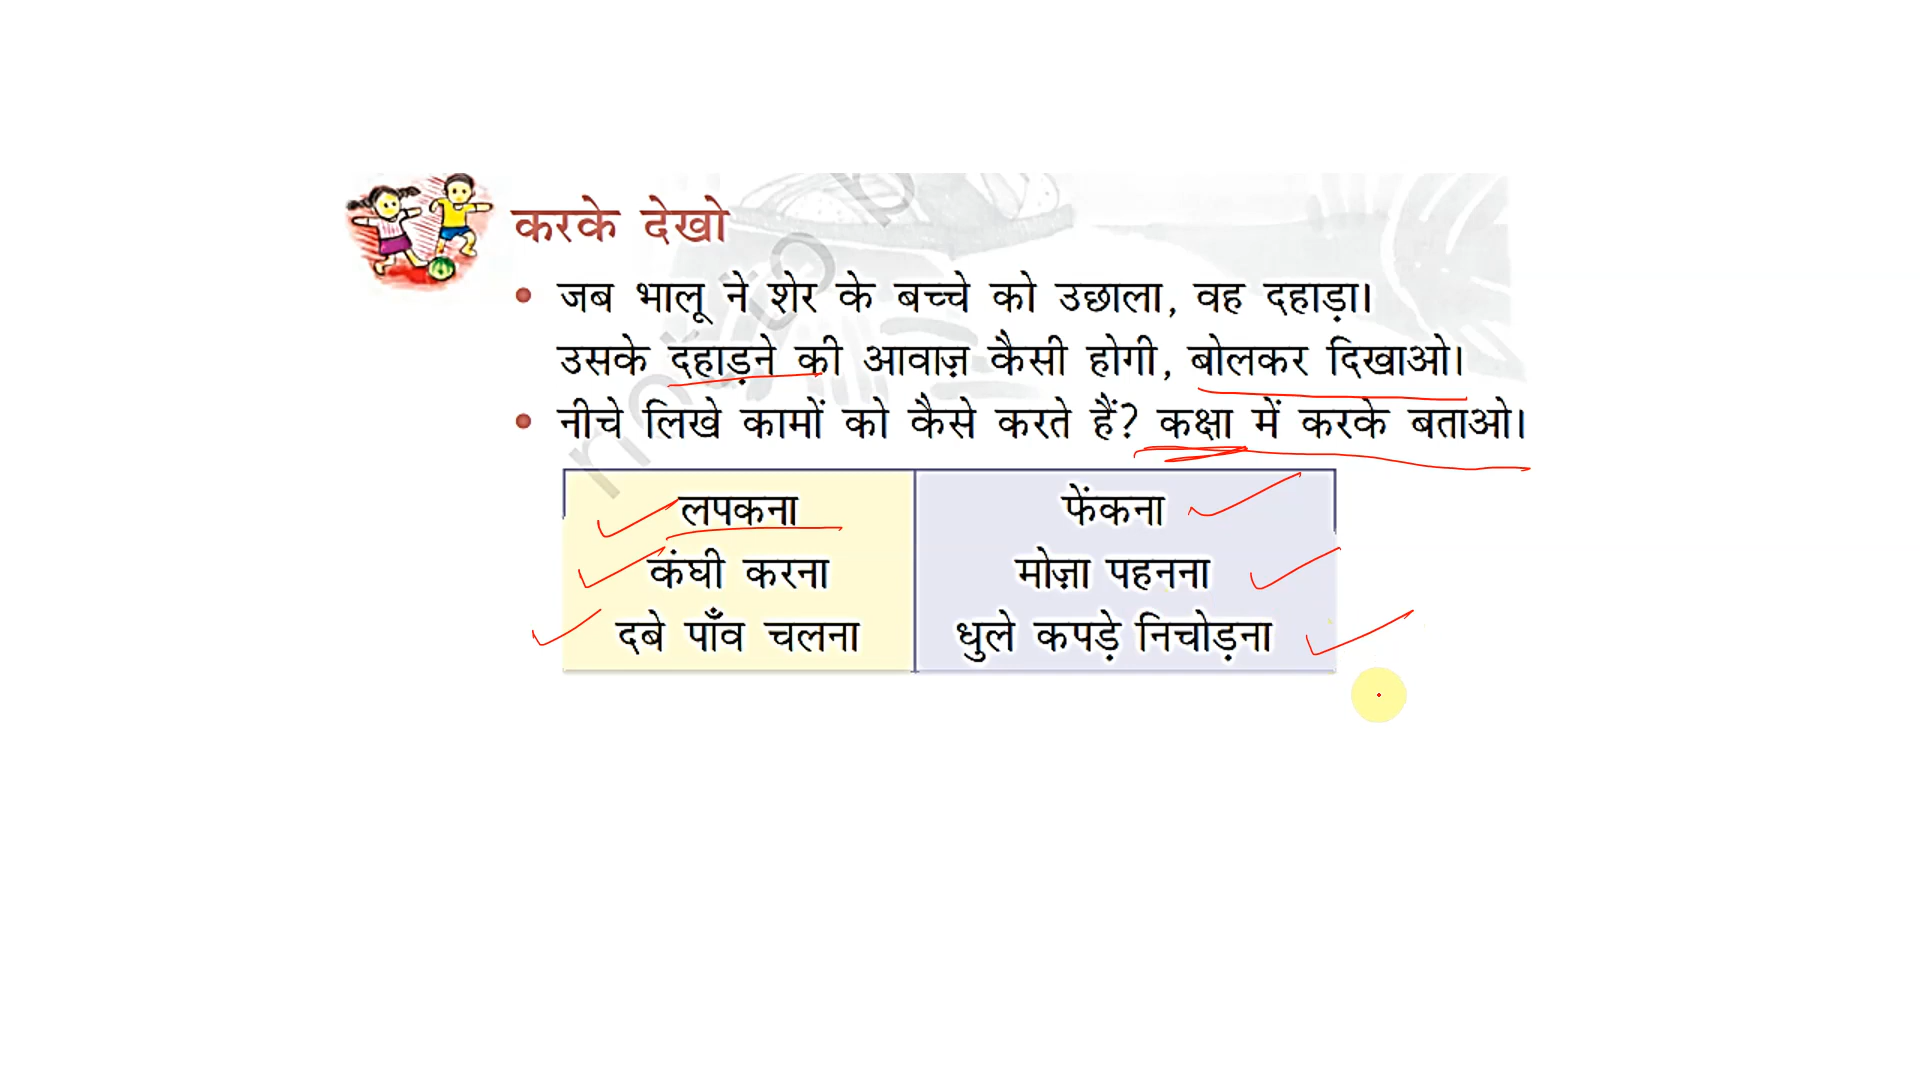 करके देखो
• जब भालू ने शेर के बच्चे को उछाला, वह दहाड़ा।
उसके दहाड़ने की आवाज़ कैसी होगी, बोलकर दिखाओ।
• नीचे लिखे कामों को कैसे करते हैं? कक्षा में करके बताओ।
लपकना फेंकना
कंघी करना मोज़ा पहनना
दबे पाँव चलना धुले कपड़े निचोड़ना